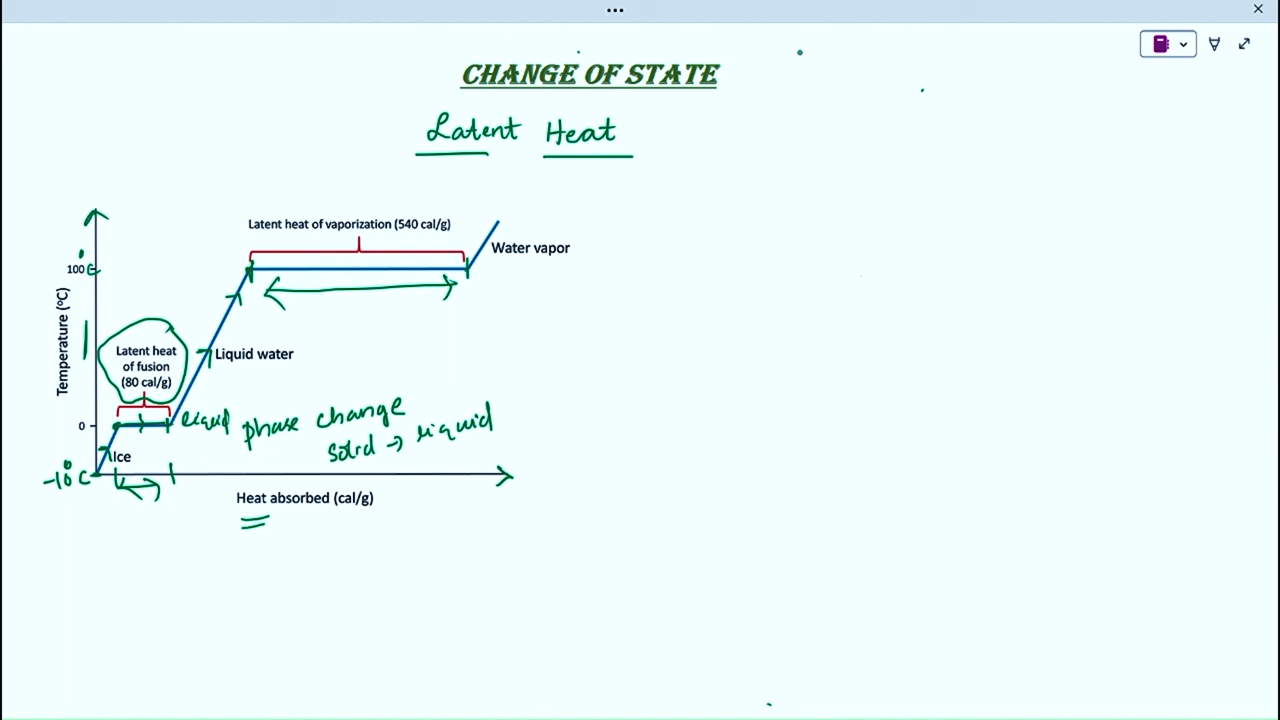 CHANGE OF STATE
Latent Heat
Latent heat of vaporization (540 cal/g)
Water vapor
100 c
Temperature (°C)
Latent heat
of fusion
(80 cal/g)
Liquid water
0
Liquid phase change
solid → liquid
Ice
-10°C
Heat absorbed (cal/g)